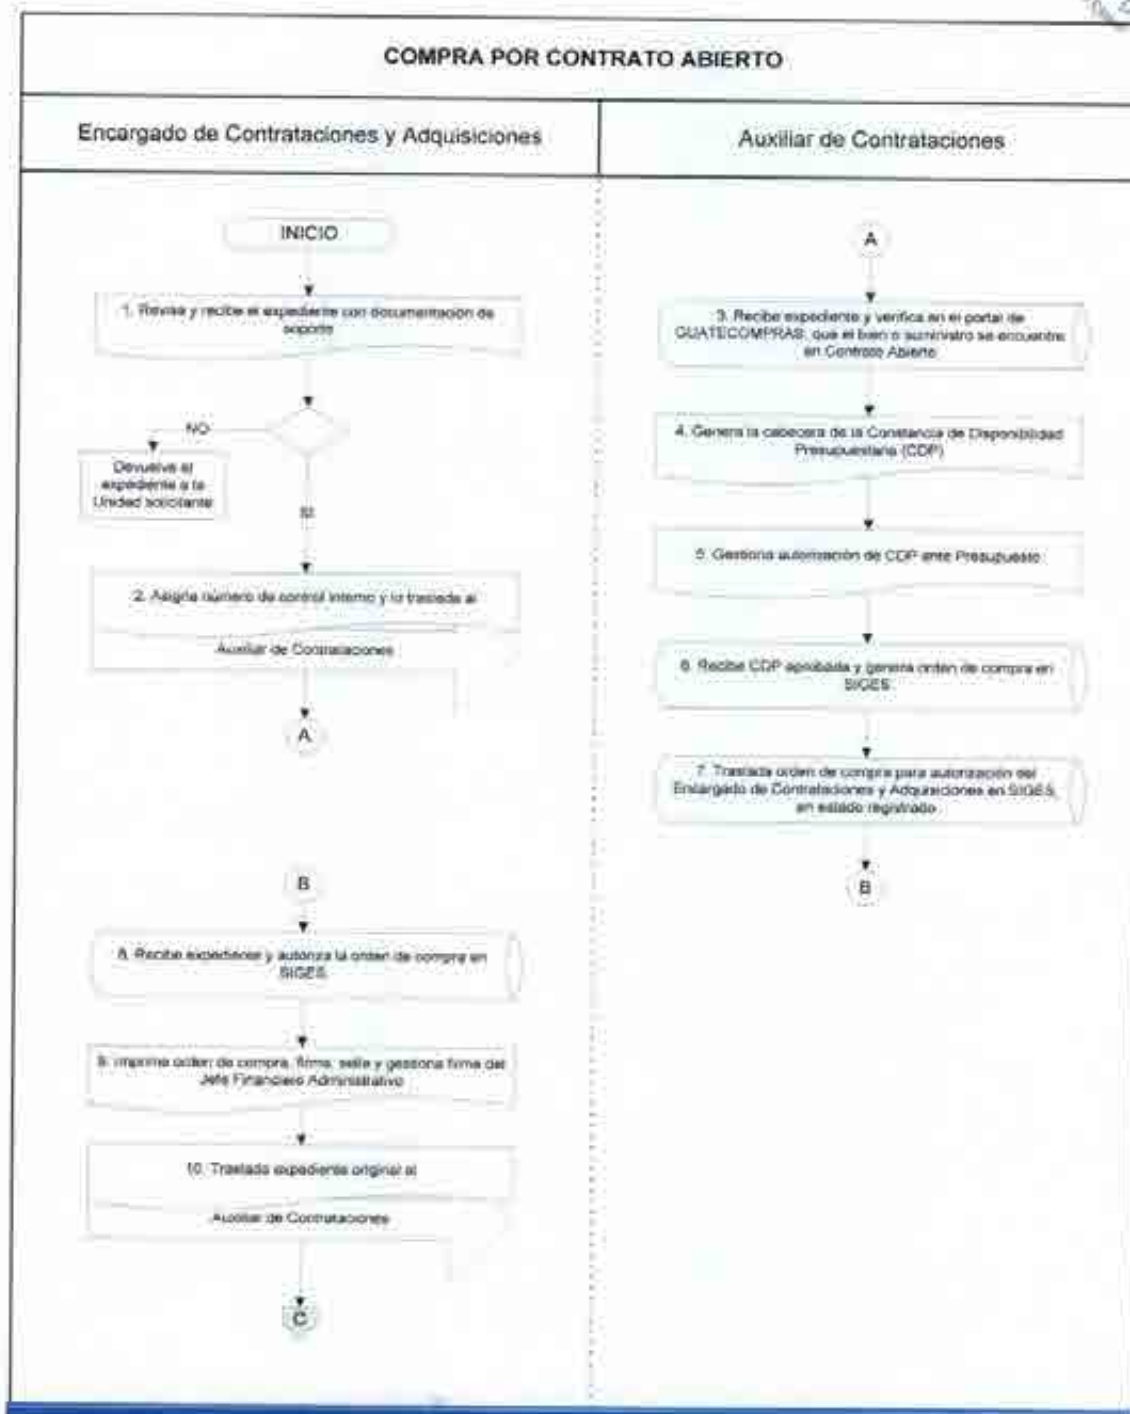 COMPRA POR CONTRATO ABIERTO
Encargado de Contrataciones y Adquisiciones
Auxiliar de Contrataciones
INICIO
1. Revisa y recibe el expediente con documentación de
soporte
NO
Devuelve el
expediente a la
Unidad solicitante
SI
2. Asigna número de control interno y lo traslada al
Auxiliar de Contrataciones
A
A
3. Recibe expediente y verifica en el portal de
GUATECOMPRAS, que el bien o suministro se encuentre
en Contrato Abierto
4. Genera la cabecera de la Constancia de Disponibilidad
Presupuestaria (CDP)
5. Gestiona autorización de CDP ante Presupuesto
6. Recibe CDP aprobada y genera orden de compra en
SIGES
7. Traslada orden de compra para autorización del
Encargado de Contrataciones y Adquisiciones en SIGES,
en estado registrado
B
B
8. Recibe expediente y autoriza la orden de compra en
SIGES
9. Imprime orden de compra, firma, sella y gestiona firma del
Jefe Financiero Administrativo
10. Traslada expediente original al
Auxiliar de Contrataciones
C